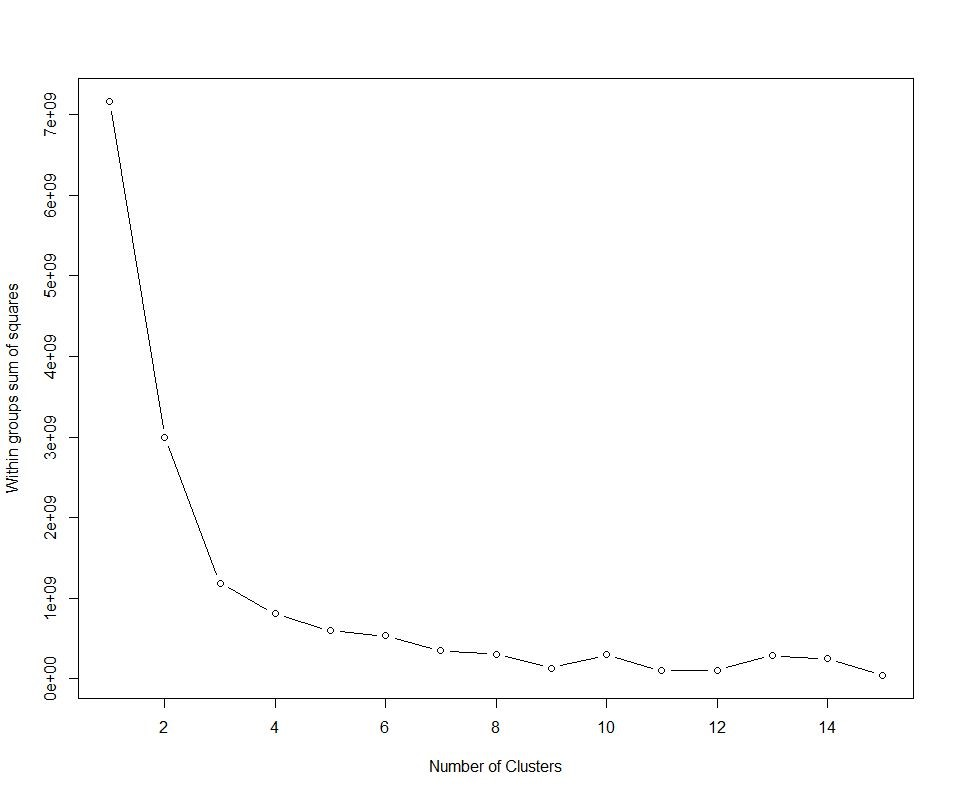 Within groups sum of squares
7e+09
6e+09
5e+09
4e+09
3e+09
2e+09
1e+09
0e+00
2 4 6 8 10 12 14
Number of Clusters